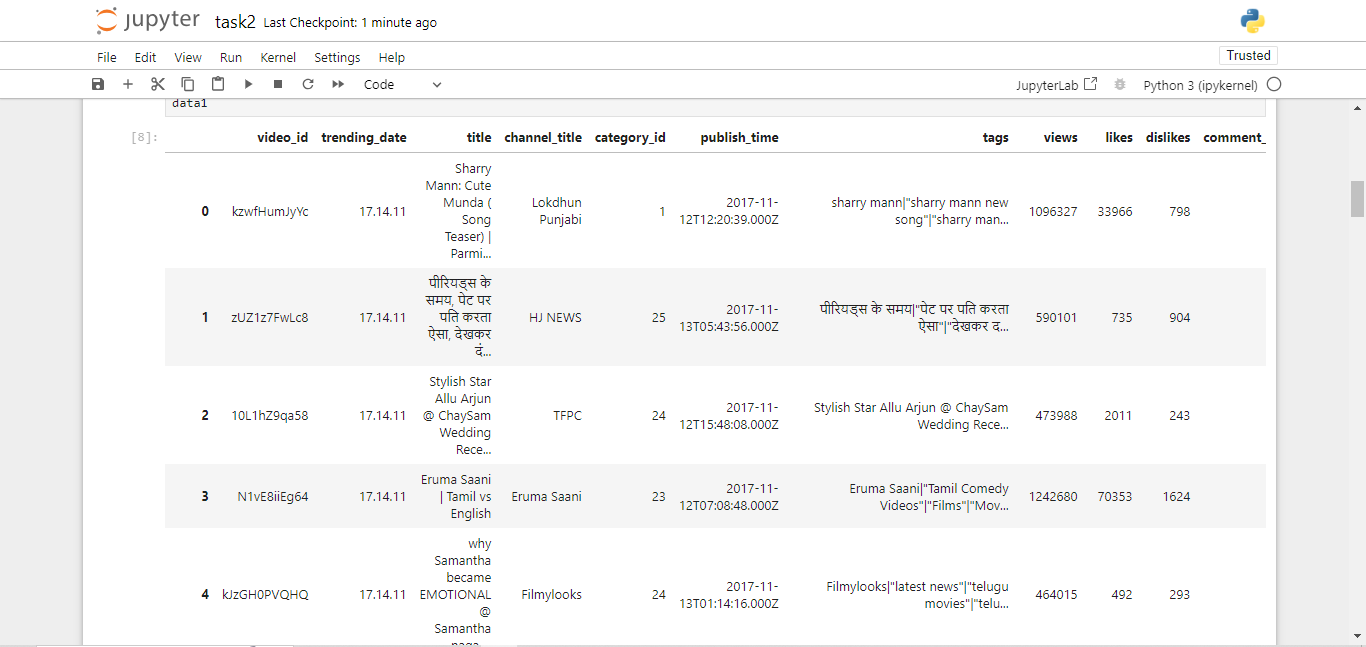 jupyter task2 Last Checkpoint: 1 minute ago
File Edit View Run Kernel Settings Help
Trusted
Code
JupyterLab
Python 3 (ipykernel)
data1
[8]:
video_id trending_date title channel_title category_id publish_time tags views likes dislikes comment_
0 kzwfHumJyYc 17.14.11
Sharry
Mann: Cute
Munda (
Song
Teaser) |
Parmi...
Lokdhun
Punjabi
1
2017-11-
12T12:20:39.000Z
sharry mann|"sharry mann new
song"|"sharry man...
1096327 33966 798
1 zUZ1z7FwLc8 17.14.11
पीरियड्स के
समय, पेट पर
पति करता
ऐसा, देखकर
दं...
HJ NEWS
25
2017-11-
13T05:43:56.000Z
पीरियड्स के समय|"पेट पर पति करता
ऐसा"|"देखकर द...
590101 735 904
2 10L1hZ9qa58 17.14.11
Stylish Star
Allu Arjun
@ ChaySam
Wedding
Rece...
TFPC
24
2017-11-
12T15:48:08.000Z
Stylish Star Allu Arjun @ ChaySam
Wedding Rece...
473988 2011 243
3 N1vE8iiEg64 17.14.11
Eruma Saani
| Tamil vs
English
Eruma Saani
23
2017-11-
12T07:08:48.000Z
Eruma Saani|"Tamil Comedy
Videos"|"Films"|"Mov...
1242680 70353 1624
4 kJzGH0PVQHQ 17.14.11
why
Samantha
became
EMOTIONAL
@
Samantha
Filmylooks
24
2017-11-
13T01:14:16.000Z
Filmylooks|"latest news"|"telugu
movies"|"telu...
464015 492 293